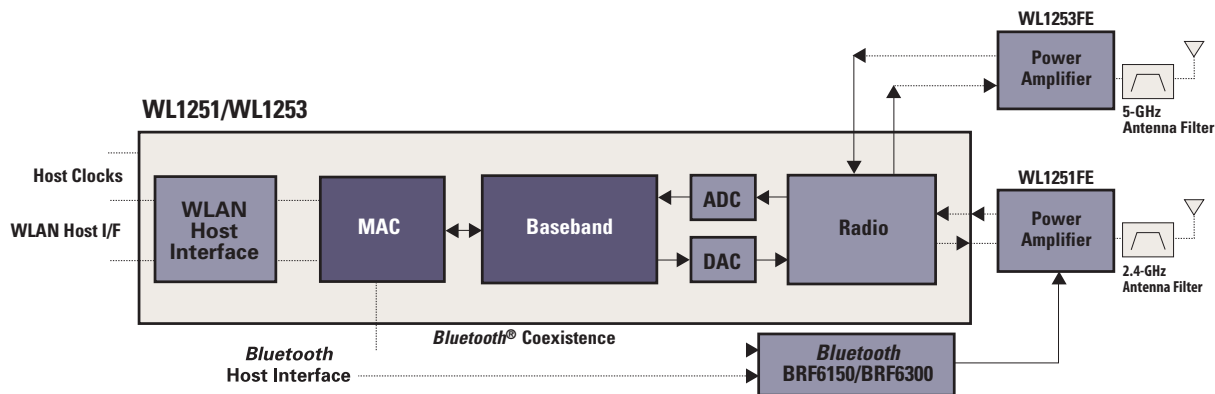 WL1253FE
Power
Amplifier
5-GHz
Antenna Filter
WL1251/WL1253
Host Clocks
WLAN Host I/F
WLAN
Host
Interface
MAC
Baseband
ADC
DAC
Radio
WL1251FE
Power
Amplifier
2.4-GHz
Antenna Filter
Bluetooth® Coexistence
Bluetooth
Host Interface
Bluetooth
BRF6150/BRF6300